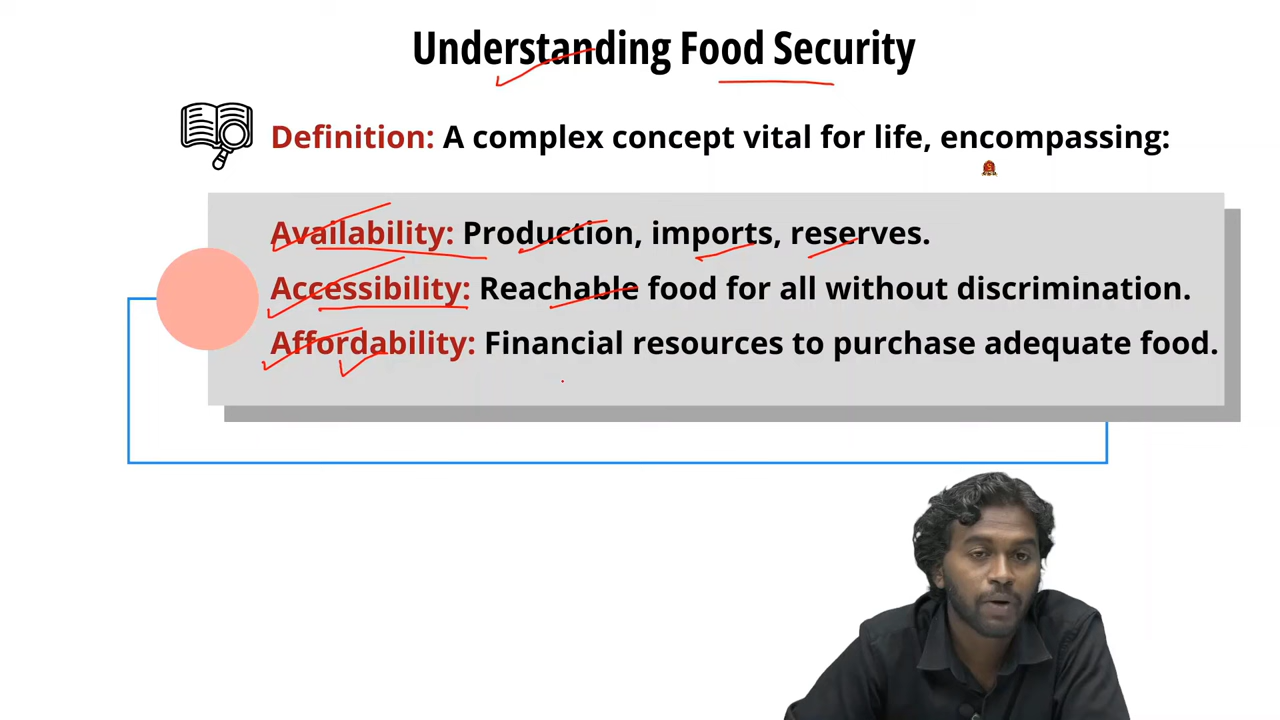 Understanding Food Security
Definition: A complex concept vital for life, encompassing:
Availability: Production, imports, reserves.
Accessibility: Reachable food for all without discrimination.
Affordability: Financial resources to purchase adequate food.